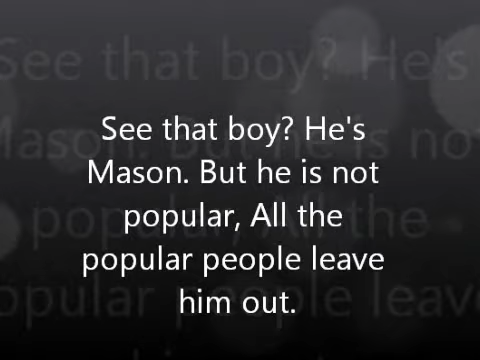 See that boy? He's
Mason. But he is not
popular, All the
popular people leave
him out.